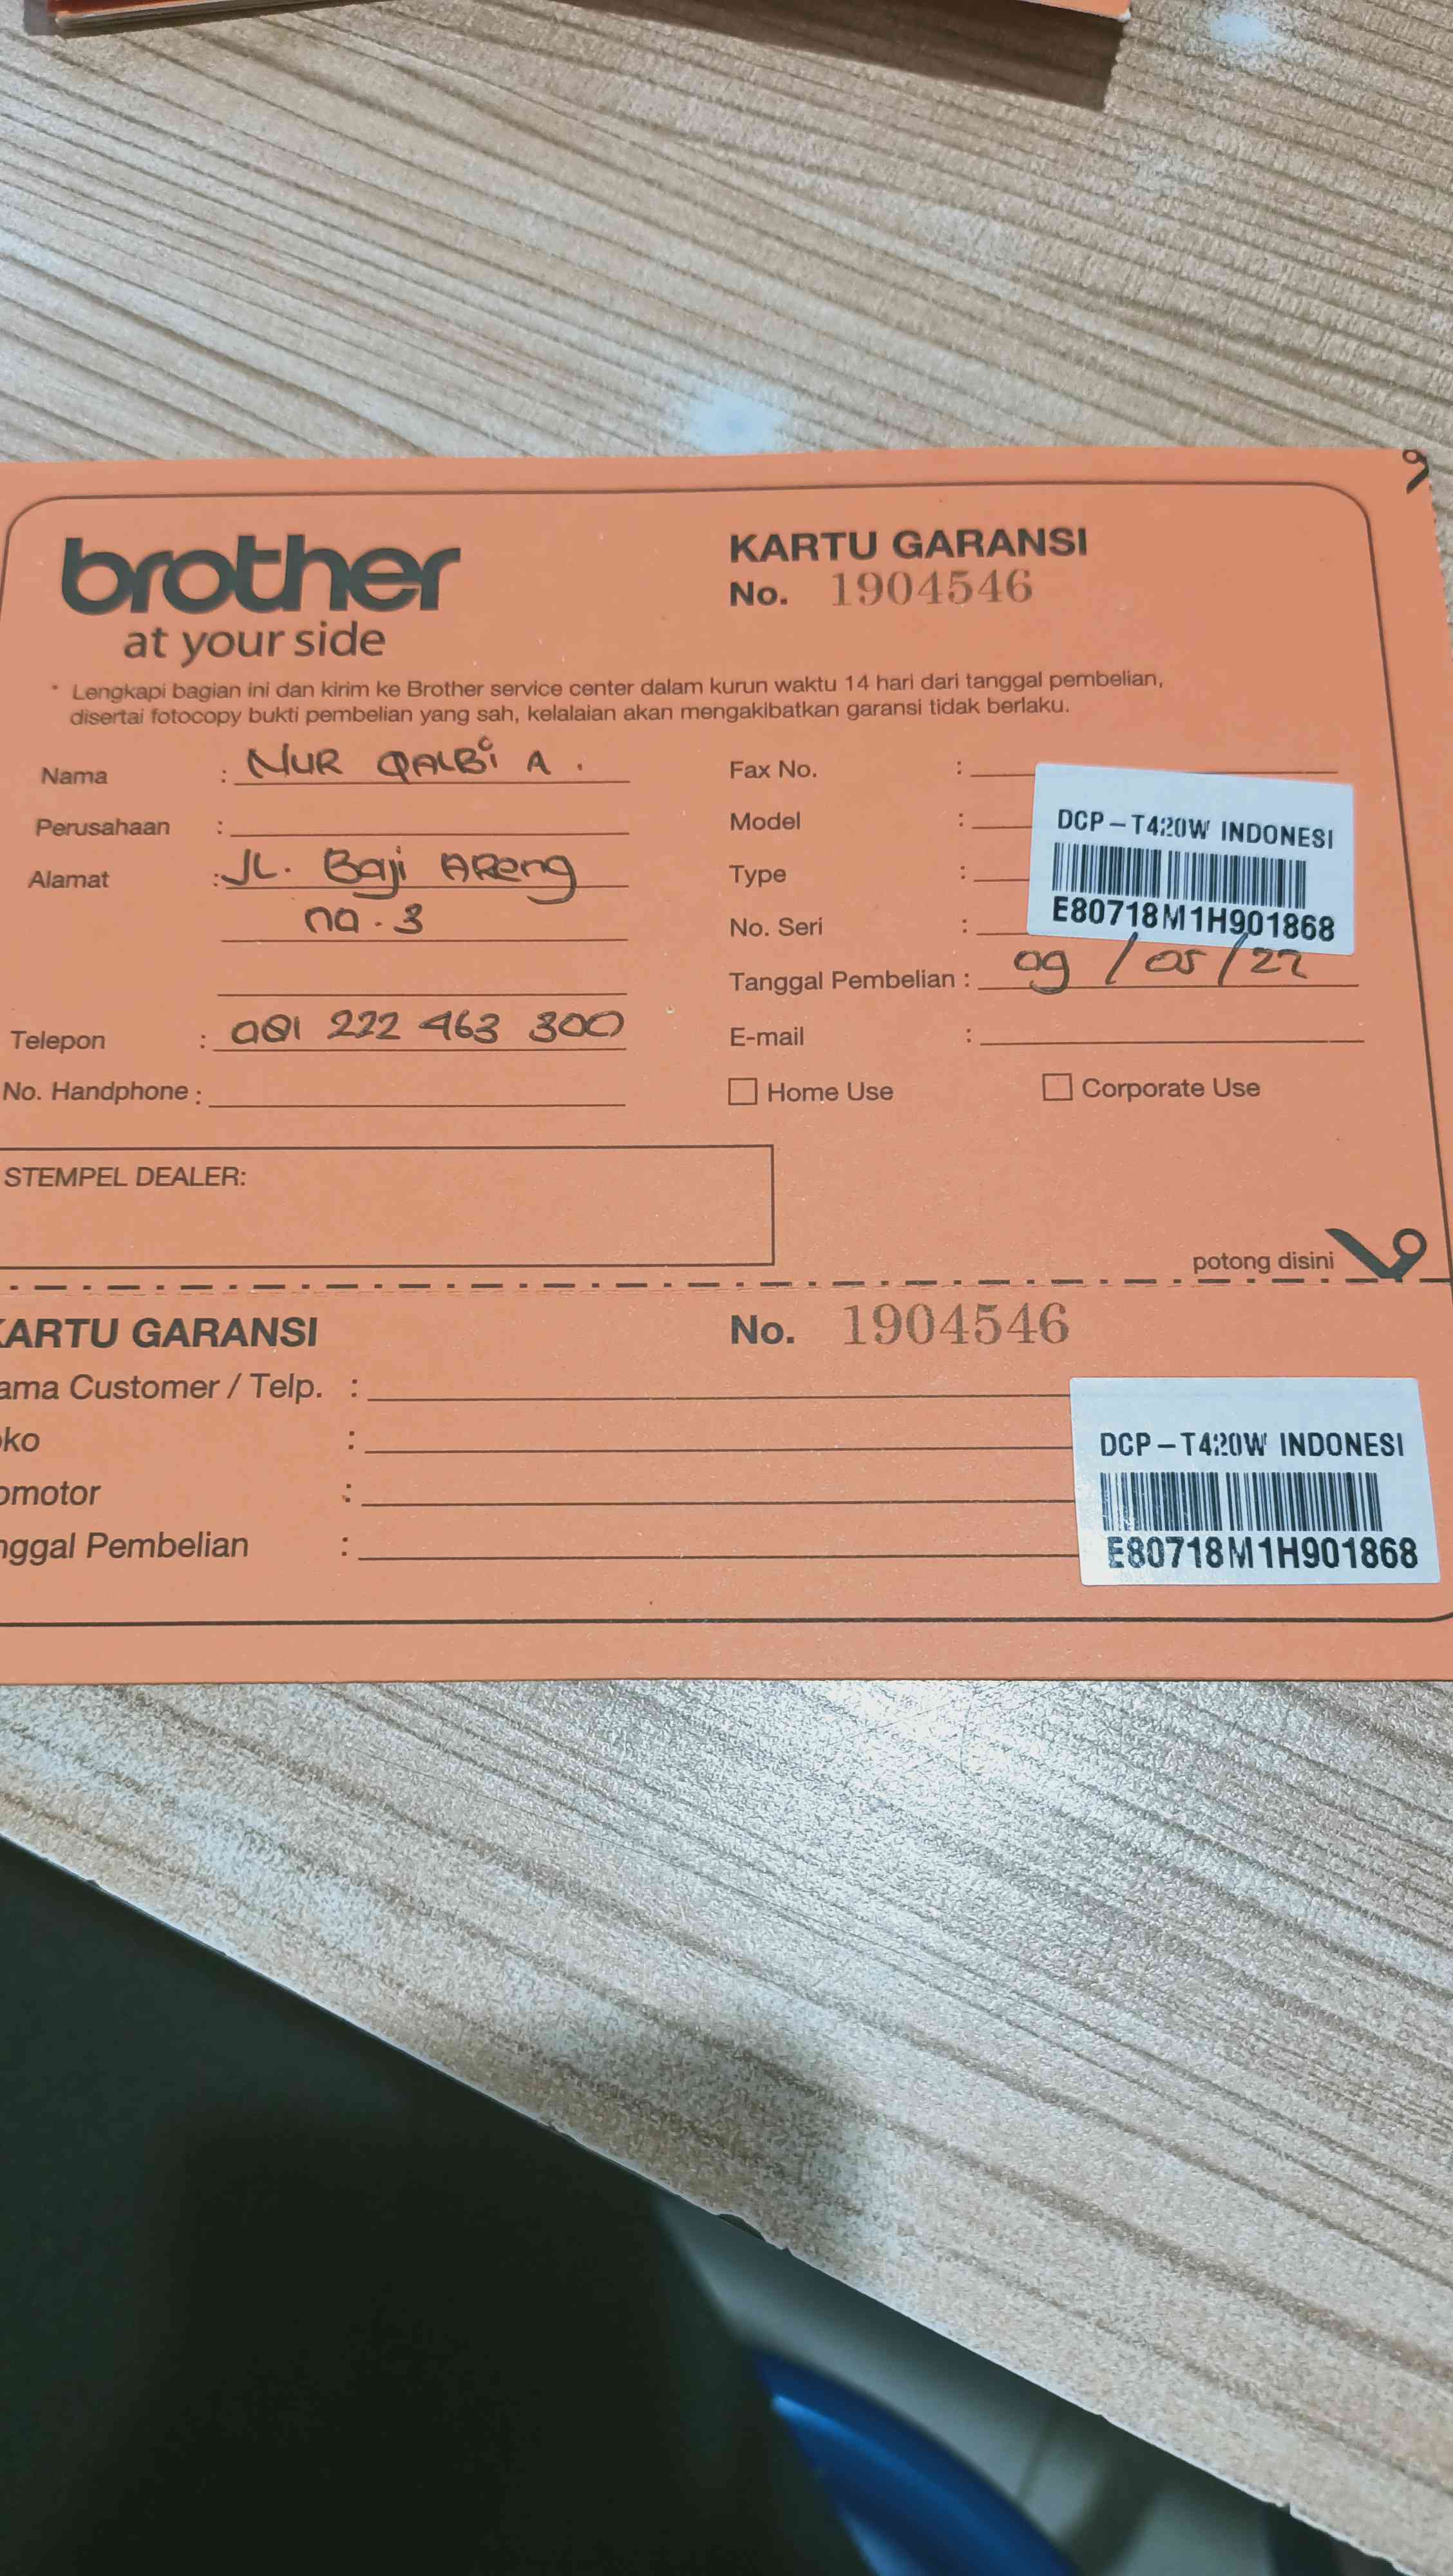 brother
at your side
KARTU GARANSI
No. 1904546
* Lengkapi bagian ini dan kirim ke Brother service center dalam kurun waktu 14 hari dari tanggal pembelian,
disertai fotocopy bukti pembelian yang sah, kelalaian akan mengakibatkan garansi tidak berlaku.
Nama : NUR QALBi A.
Perusahaan :
Alamat : JL. Baji AReng
no. 3
Telepon : 081 222 463 300
No. Handphone :
Fax No. :
Model :
Type :
No. Seri :
DCP-T420W INDONESI
E80718M1H901868
Tanggal Pembelian : 09 / 05 / 22
E-mail :
Home Use Corporate Use
STEMPEL DEALER:
potong disini
KARTU GARANSI No. 1904546
ama Customer / Telp. :
oko :
omotor :
nggal Pembelian :
DCP-T420W INDONESI
E80718M1H901868